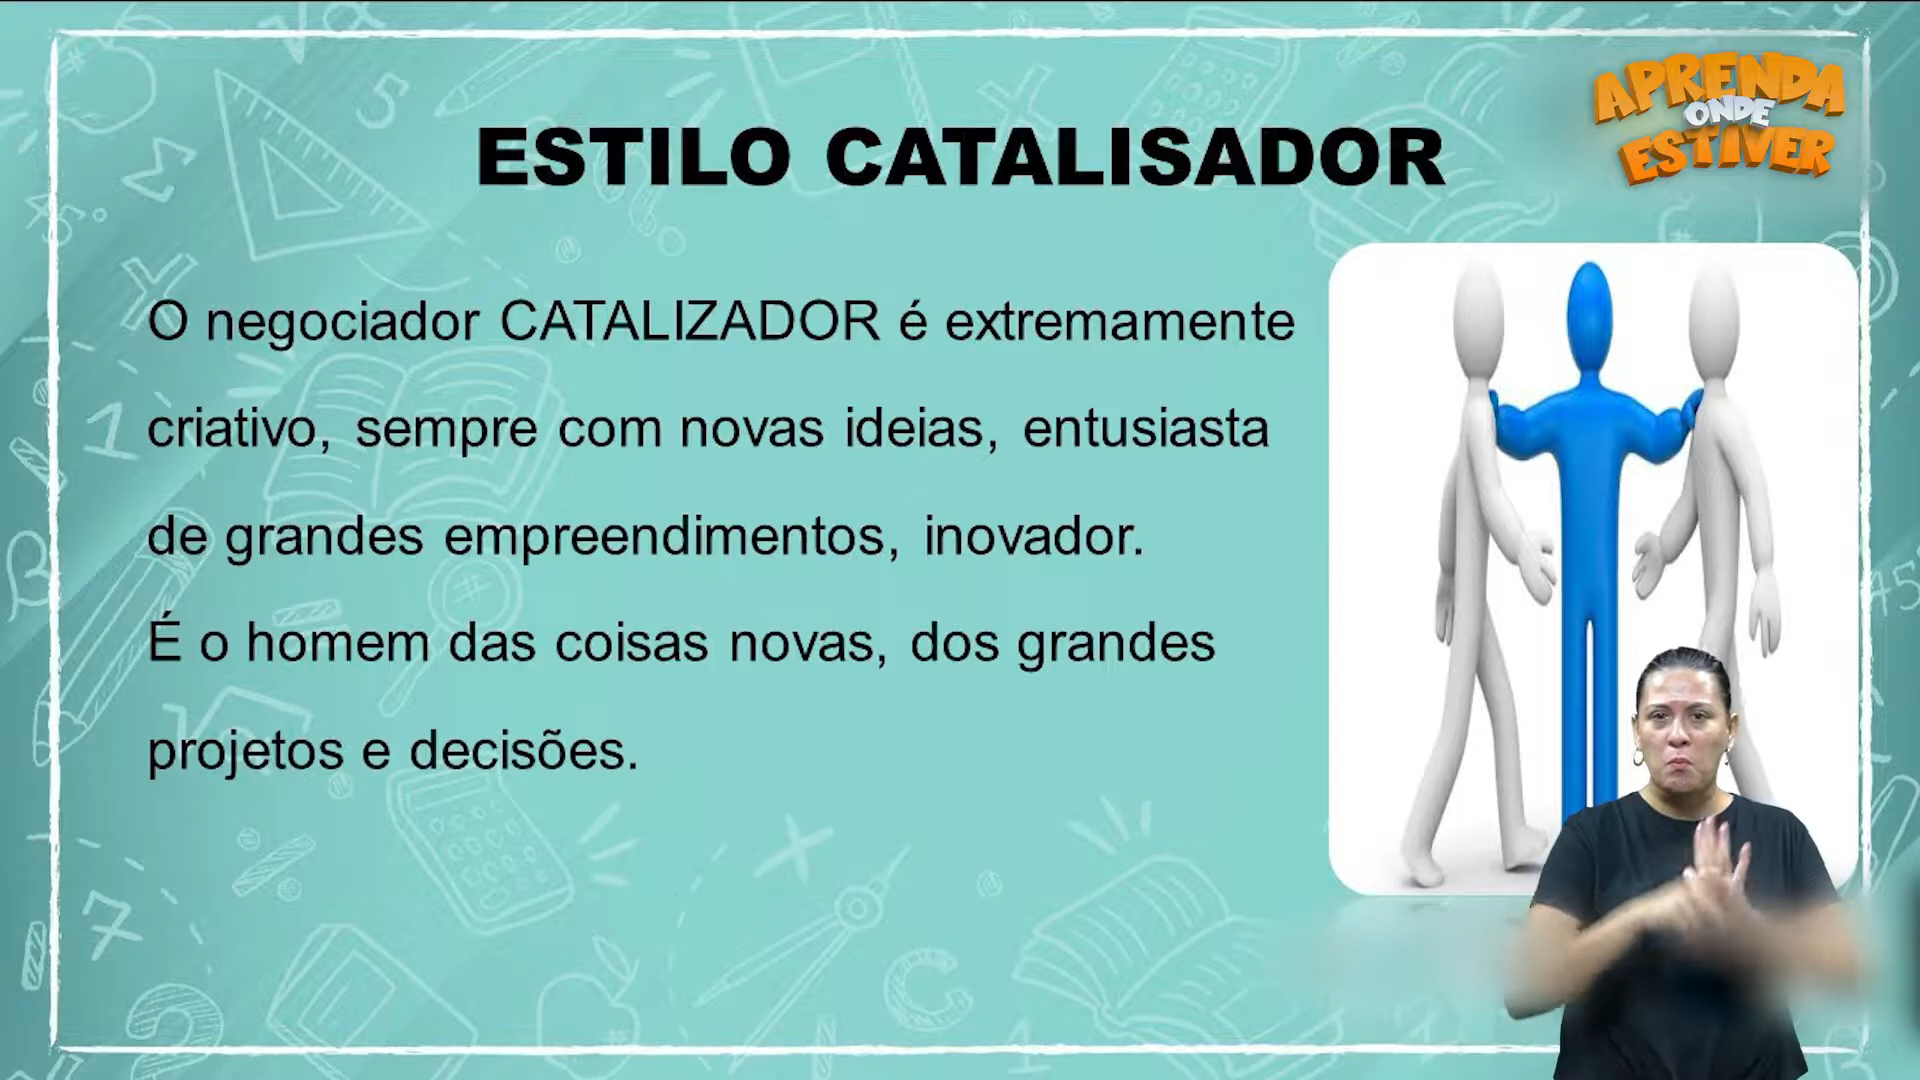 APRENDA
ONDE
ESTIVER
ESTILO CATALISADOR
O negociador CATALIZADOR é extremamente
criativo, sempre com novas ideias, entusiasta
de grandes empreendimentos, inovador.
É o homem das coisas novas, dos grandes
projetos e decisões.